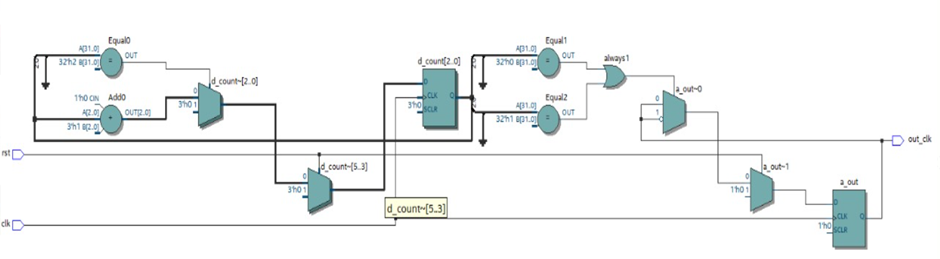 Equal0
A[31..0]
OUT
32'h2 B[31..0]
=
d_count~[2..0]
0
3'h0 1
1'h0 CIN
Add0
A[2..0]
OUT[2..0]
3'h1 B[2..0]
+
d_count[2..0]
D
CLK
Q
3'h0
SCLR
Equal1
A[31..0]
OUT
32'h0 B[31..0]
=
Equal2
A[31..0]
OUT
32'h1 B[31..0]
=
always1
a_out~0
0
1
out_clk
rst
d_count~[5..3]
0
3'h0 1
a_out~1
0
1'h0 1
a_out
D
CLK
Q
1'h0
SCLR
d_count~[5..3]
clk